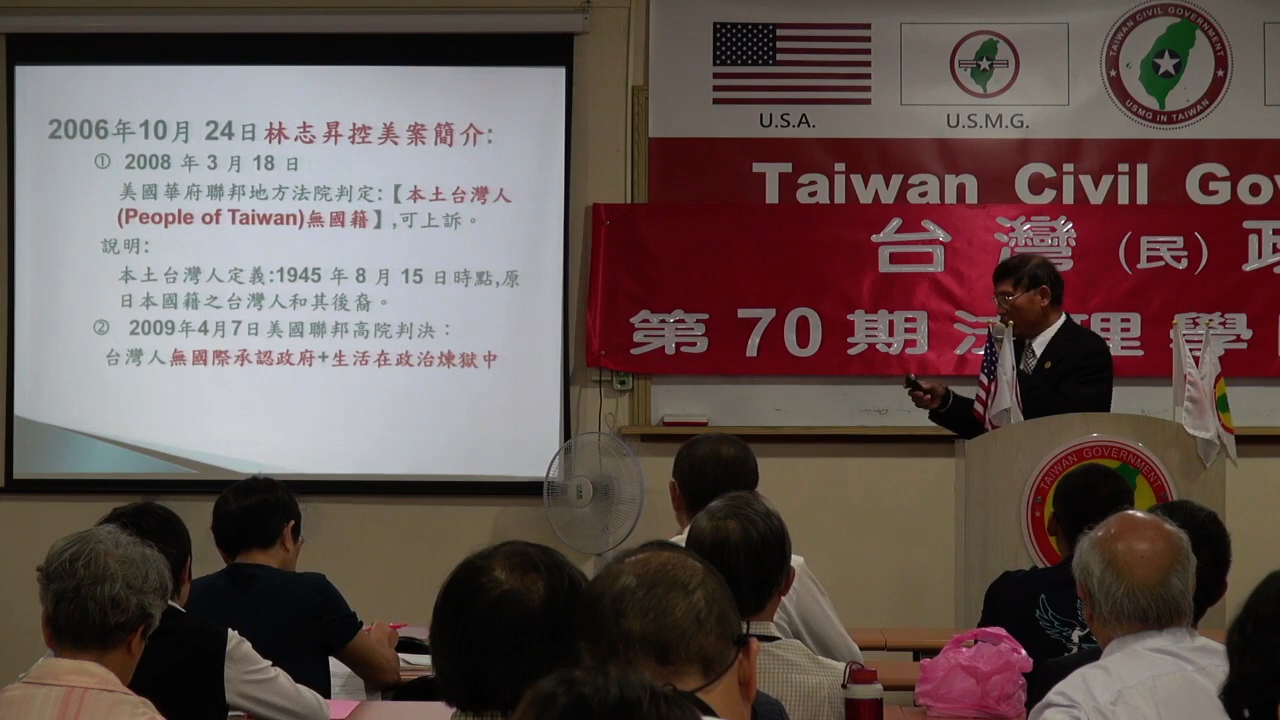 2006年10月 24日林志昇控美案簡介:
① 2008 年 3 月 18 日
美國華府聯邦地方法院判定:【本土台灣人
(People of Taiwan)無國籍】,可上訴。
說明:
本土台灣人定義:1945 年 8 月 15 日時點,原
日本國籍之台灣人和其後裔。
② 2009年4月7日美國聯邦高院判決：
台灣人無國際承認政府+生活在政治煉獄中
U.S.A.
U.S.M.G.
TAIWAN CIVIL GOVERNMENT
USMG IN TAIWAN
Taiwan Civil Go
台灣(民)政
第70期法理學
TAIWAN GOVERNMENT